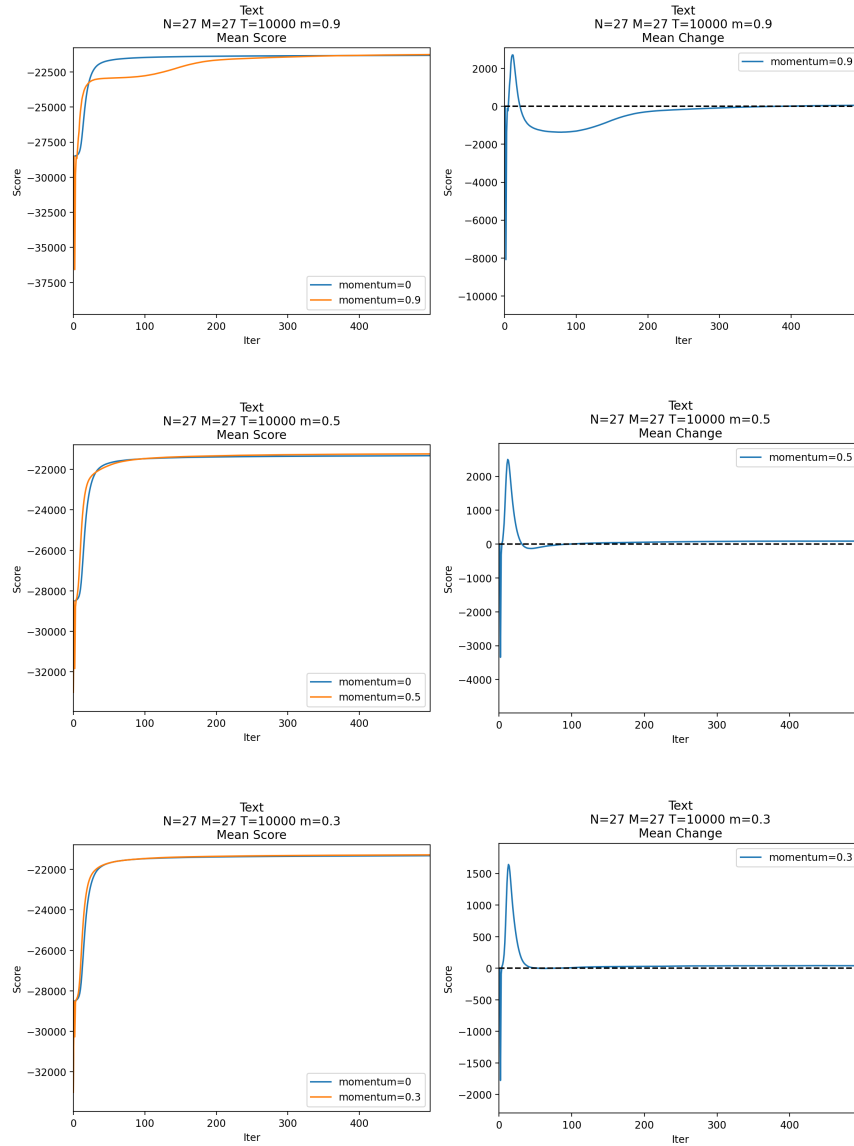 Text
N=27 M=27 T=10000 m=0.9
Mean Score
Score
−22500
−25000
−27500
−30000
−32500
−35000
−37500
momentum=0
momentum=0.9
0
100
200
300
400
Iter
Text
N=27 M=27 T=10000 m=0.9
Mean Change
Score
2000
0
−2000
−4000
−6000
−8000
−10000
momentum=0.9
0
100
200
300
400
Iter
Text
N=27 M=27 T=10000 m=0.5
Mean Score
Score
−22000
−24000
−26000
−28000
−30000
−32000
momentum=0
momentum=0.5
0
100
200
300
400
Iter
Text
N=27 M=27 T=10000 m=0.5
Mean Change
Score
2000
1000
0
−1000
−2000
−3000
−4000
momentum=0.5
0
100
200
300
400
Iter
Text
N=27 M=27 T=10000 m=0.3
Mean Score
Score
−22000
−24000
−26000
−28000
−30000
−32000
momentum=0
momentum=0.3
0
100
200
300
400
Iter
Text
N=27 M=27 T=10000 m=0.3
Mean Change
Score
1500
1000
500
0
−500
−1000
−1500
−2000
momentum=0.3
0
100
200
300
400
Iter